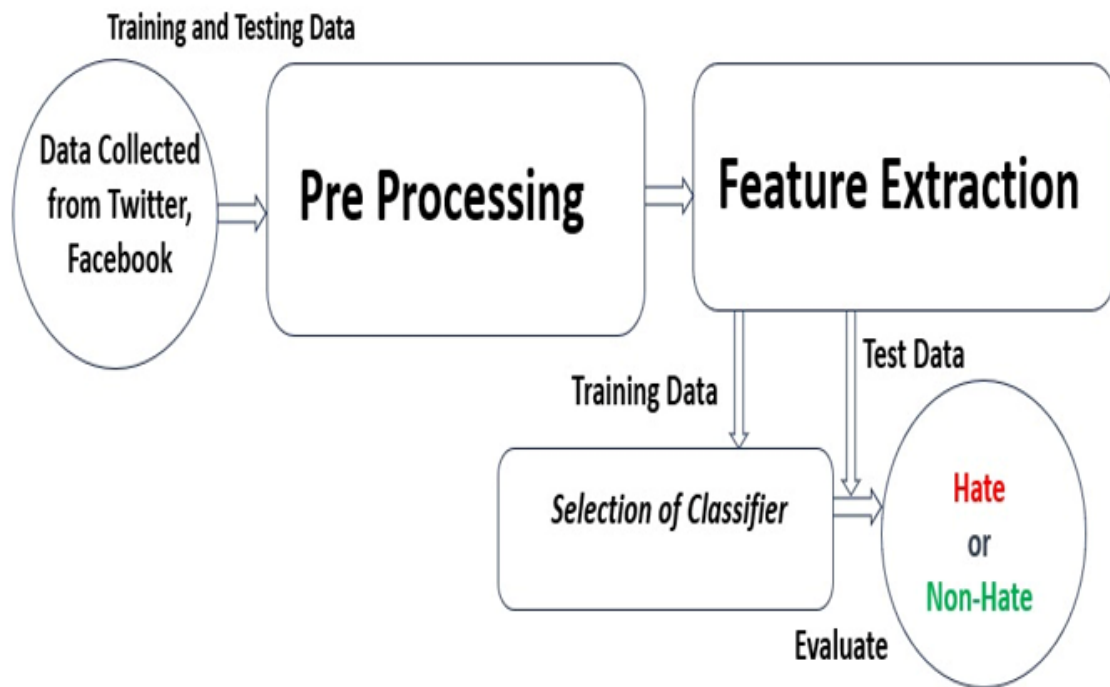 Training and Testing Data
Data Collected
from Twitter,
Facebook
Pre Processing
Feature Extraction
Training Data
Test Data
Selection of Classifier
Hate
or
Non-Hate
Evaluate